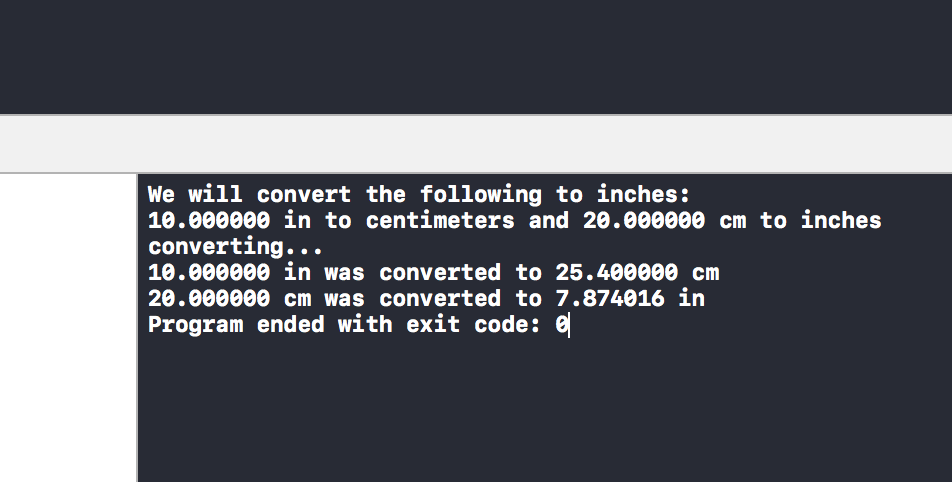 We will convert the following to inches:
10.000000 in to centimeters and 20.000000 cm to inches
converting...
10.000000 in was converted to 25.400000 cm
20.000000 cm was converted to 7.874016 in
Program ended with exit code: 0